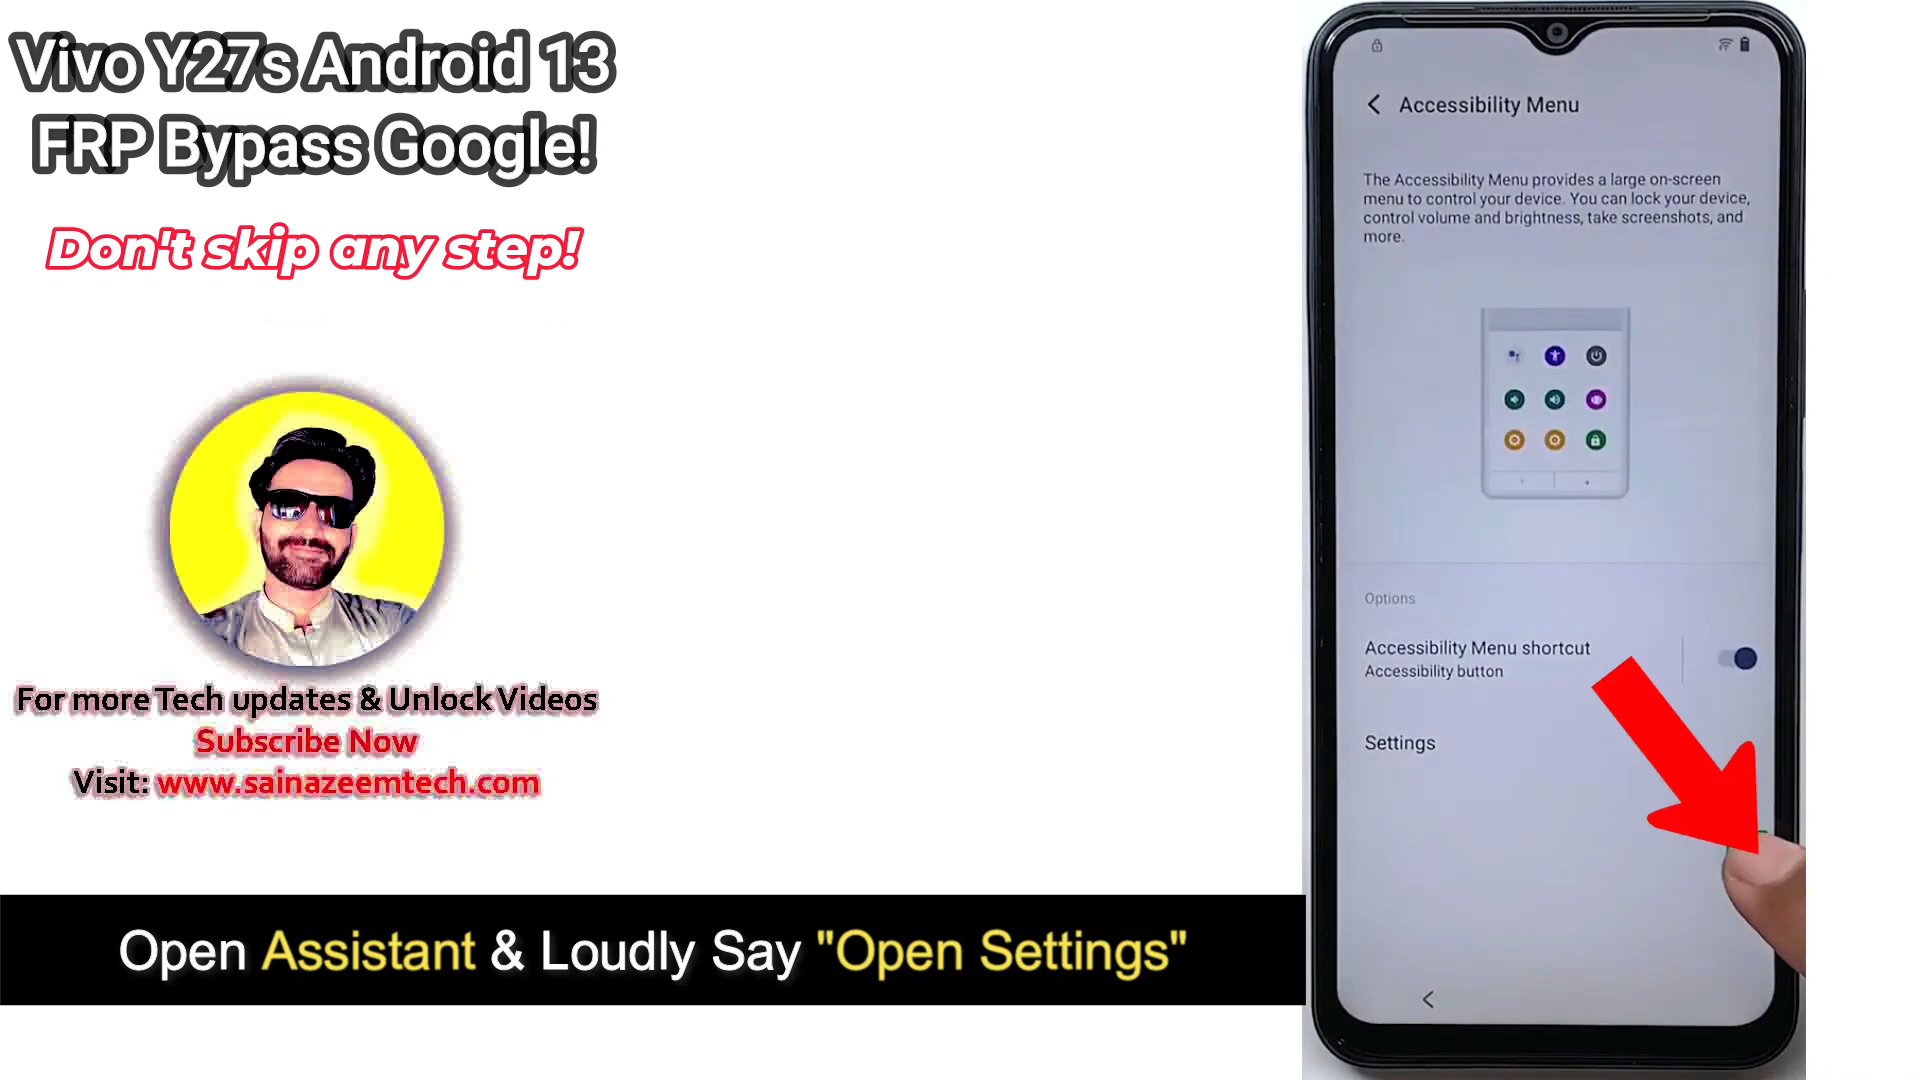 Vivo Y27s Android 13
FRP Bypass Google!
Don't skip any step!
For more Tech updates & Unlock Videos
Subscribe Now
Visit: www.sainazeemtech.com
Open Assistant & Loudly Say "Open Settings"
Accessibility Menu
The Accessibility Menu provides a large on-screen
menu to control your device. You can lock your device,
control volume and brightness, take screenshots, and
more.
Options
Accessibility Menu shortcut
Accessibility button
Settings